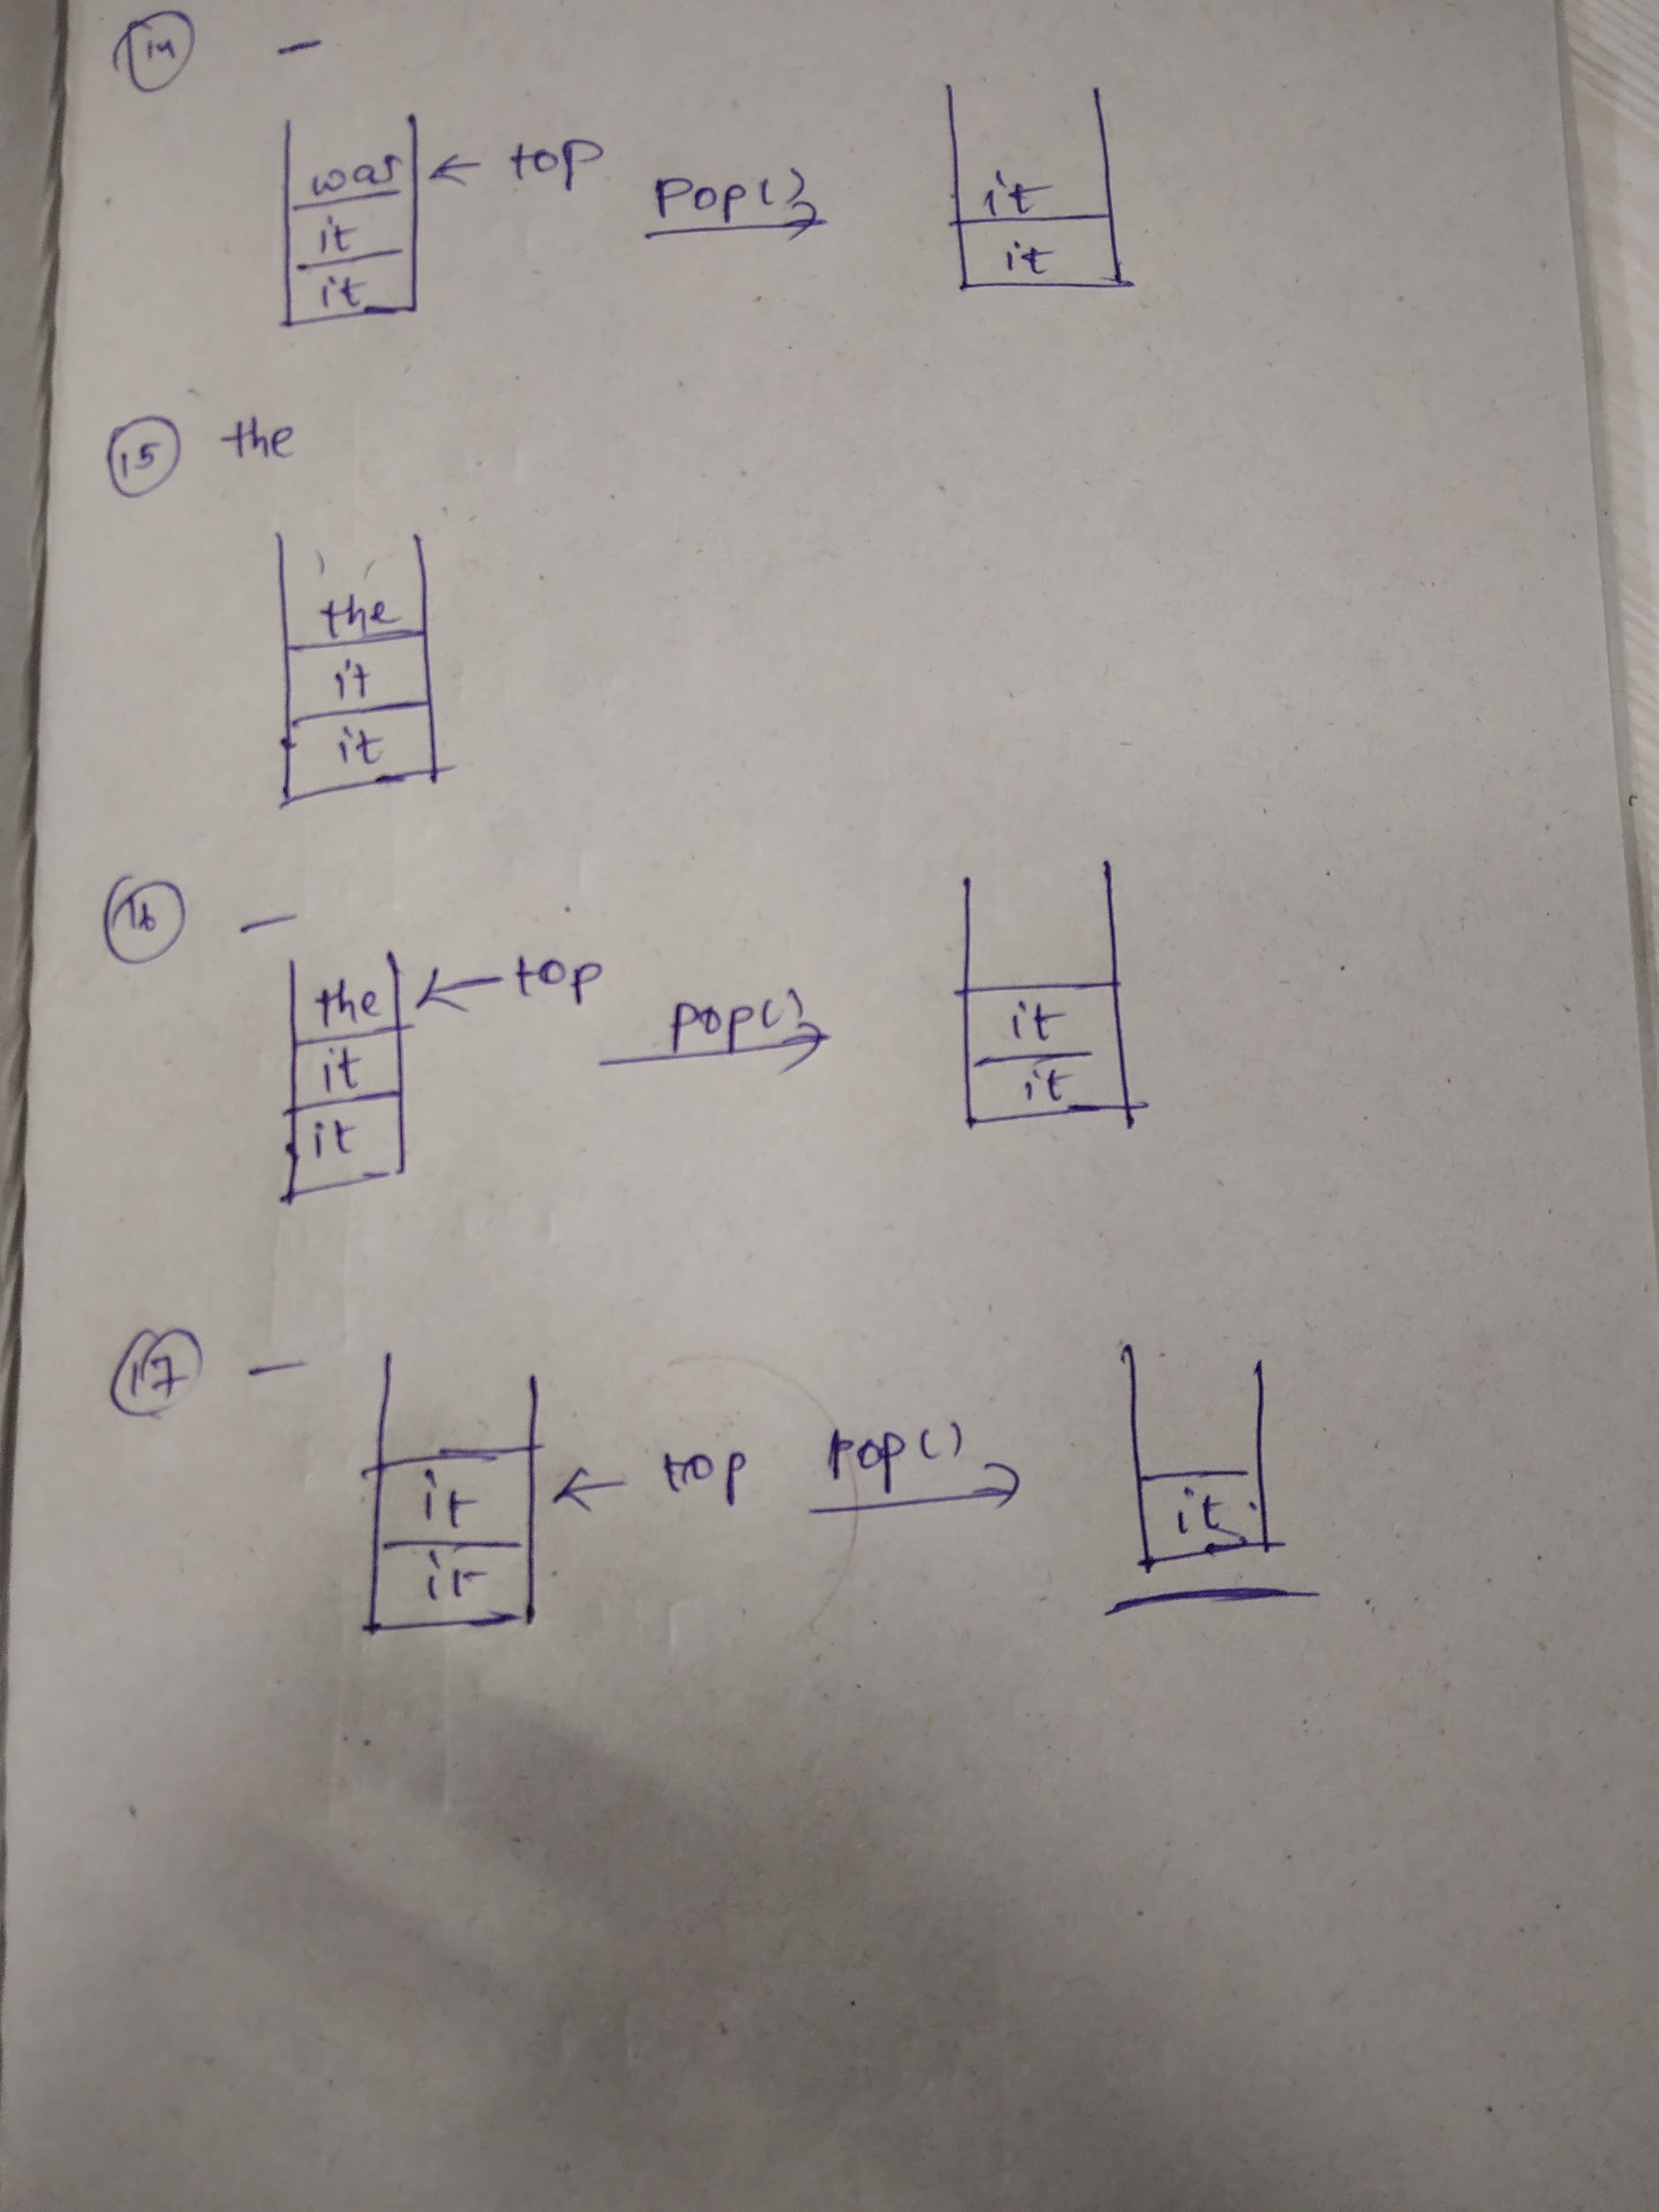 14 -
was ← top
pop()
it
it
it
it
15 the
the
it
it
16 -
the ← top
pop()
it
it
it
it
17 -
it ← top pop()
it
it